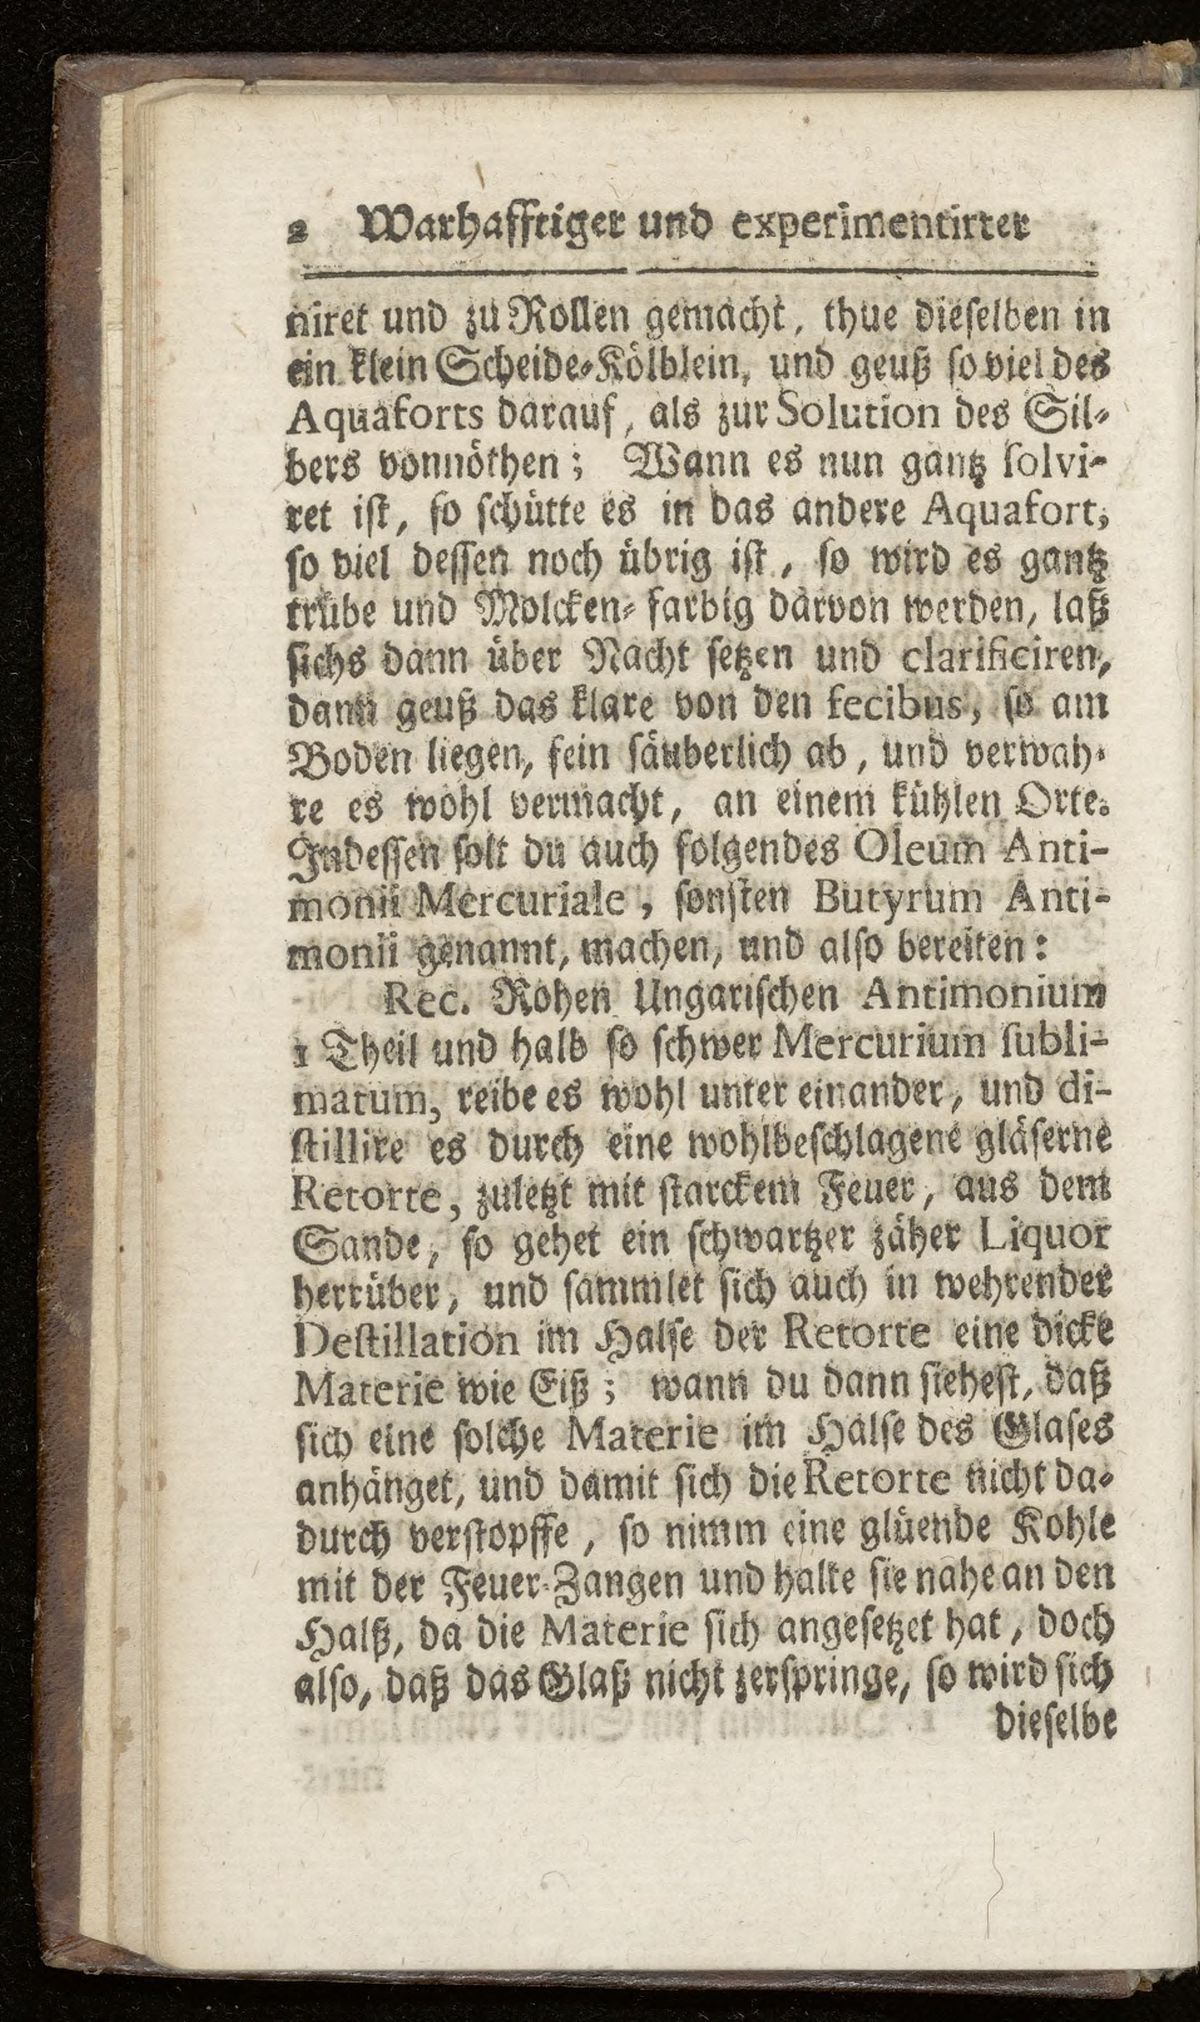 2 Warhafftiger und experimentirter
niret und zu Rollen gemacht, thue dieselben in
ein klein Scheide-Kölblein, und geuß so viel des
Aquaforts darauf, als zur Solution des Sil-
bers vonnöthen; Wann es nun gantz solvi-
ret ist, so schütte es in das andere Aquafort,
so viel dessen noch übrig ist, so wird es gantz
trübe und Molcken-farbig darvon werden, laß
sichs dann über Nacht setzen und clarificiren,
dann geuß das klare von den fecibus, so am
Boden liegen, fein säuberlich ab, und verwah-
re es wohl vermacht, an einem kühlen Orte.
Indessen solt du auch folgendes Oleum Anti-
monii Mercuriale, sonsten Butyrum Anti-
monii genannt, machen, und also bereiten:
Rec. Rohen Ungarischen Antimonium
1 Theil und halb so schwer Mercurium subli-
matum, reibe es wohl unter einander, und di-
stillire es durch eine wohlbeschlagene gläserne
Retorte, zuletzt mit starckem Feuer, aus dem
Sande, so gehet ein schwartzer zäher Liquor
herrüber, und sammlet sich auch in wehrender
Destillation im Halse der Retorte eine dicke
Materie wie Eiß; wann du dann siehest, daß
sich eine solche Materie im Halse des Glases
anhänget, und damit sich die Retorte nicht da-
durch verstopffe, so nimm eine glüende Kohle
mit der Feuer-Zangen und halte sie nahe an den
Halß, da die Materie sich angesetzet hat, doch
also, daß das Glaß nicht zerspringe, so wird sich
dieselbe